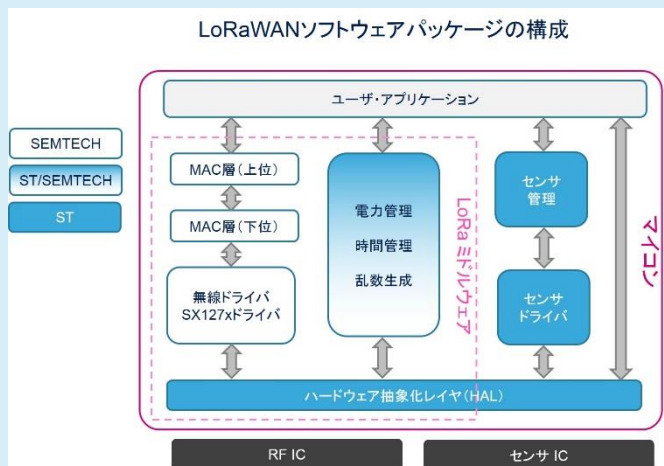 LoRaWANソフトウェアパッケージの構成
ユーザ・アプリケーション
SEMTECH
ST/SEMTECH
ST
MAC層（上位）
MAC層（下位）
無線ドライバ
SX127xドライバ
電力管理
時間管理
乱数生成
LoRaミドルウェア
センサ
管理
センサ
ドライバ
マイコン
ハードウェア抽象化レイヤ（HAL）
RF IC
センサ IC